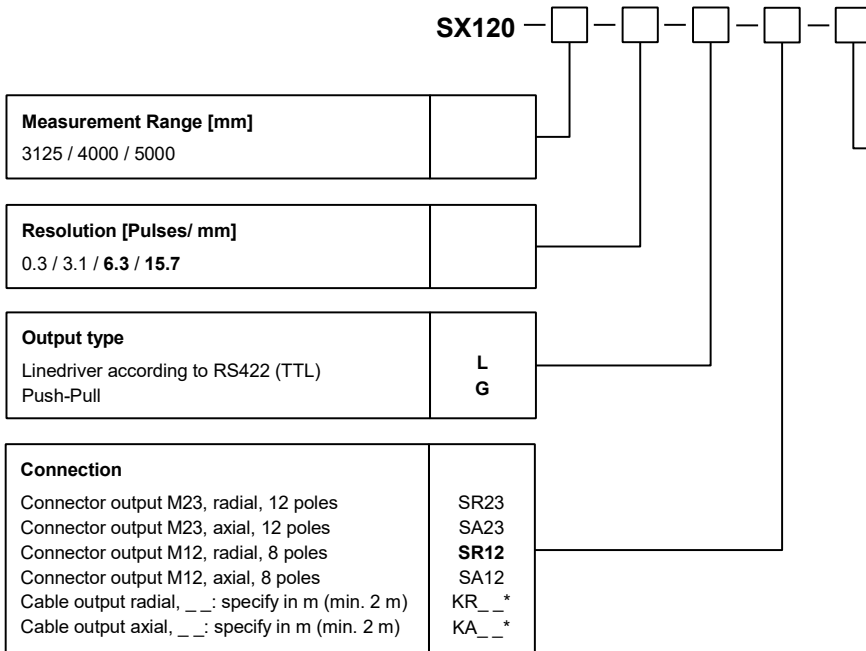 SX120
Measurement Range [mm]
3125 / 4000 / 5000
Resolution [Pulses/ mm]
0.3 / 3.1 / 6.3 / 15.7
Output type
Linedriver according to RS422 (TTL) L
Push-Pull G
Connection
Connector output M23, radial, 12 poles SR23
Connector output M23, axial, 12 poles SA23
Connector output M12, radial, 8 poles SR12
Connector output M12, axial, 8 poles SA12
Cable output radial, _ _: specify in m (min. 2 m) KR_ _*
Cable output axial, _ _: specify in m (min. 2 m) KA_ _*